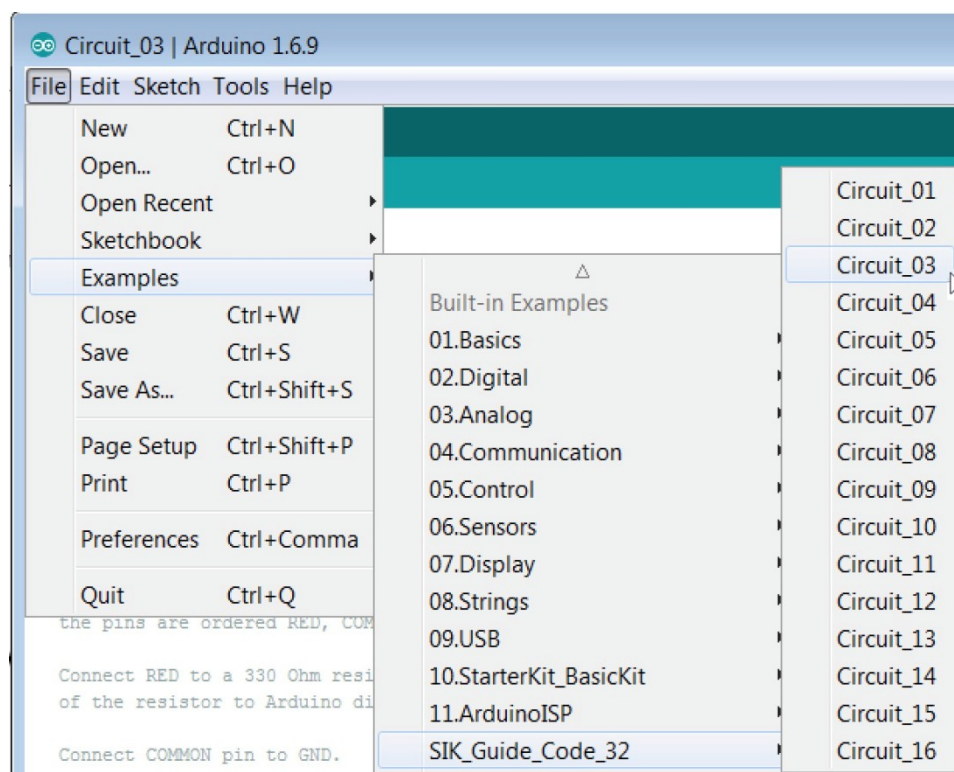 Circuit_03 | Arduino 1.6.9
File Edit Sketch Tools Help
New Ctrl+N
Open... Ctrl+O
Open Recent
Sketchbook
Examples
Close Ctrl+W
Save Ctrl+S
Save As... Ctrl+Shift+S
Page Setup Ctrl+Shift+P
Print Ctrl+P
Preferences Ctrl+Comma
Quit Ctrl+Q
Built-in Examples
01.Basics
02.Digital
03.Analog
04.Communication
05.Control
06.Sensors
07.Display
08.Strings
09.USB
10.StarterKit_BasicKit
11.ArduinoISP
SIK_Guide_Code_32
Circuit_01
Circuit_02
Circuit_03
Circuit_04
Circuit_05
Circuit_06
Circuit_07
Circuit_08
Circuit_09
Circuit_10
Circuit_11
Circuit_12
Circuit_13
Circuit_14
Circuit_15
Circuit_16
the pins are ordered RED, COM
Connect RED to a 330 Ohm resi
of the resistor to Arduino di
Connect COMMON pin to GND.